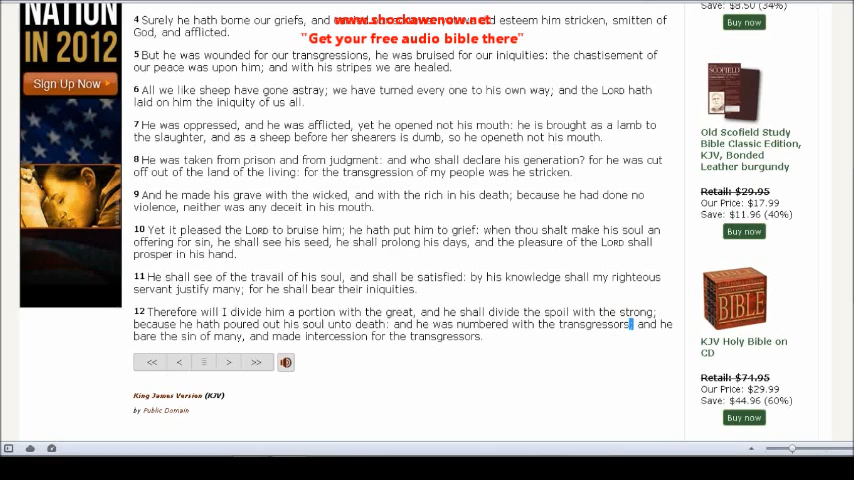 NATION
IN 2012
Sign Up Now
4 Surely he hath borne our griefs, and esteem him stricken, smitten of
www.shockawenow.net
God, and afflicted.
"Get your free audio bible there"
5 But he was wounded for our transgressions, he was bruised for our iniquities: the chastisement of
our peace was upon him; and with his stripes we are healed.
6 All we like sheep have gone astray; we have turned every one to his own way; and the LORD hath
laid on him the iniquity of us all.
7 He was oppressed, and he was afflicted, yet he opened not his mouth: he is brought as a lamb to
the slaughter, and as a sheep before her shearers is dumb, so he openeth not his mouth.
8 He was taken from prison and from judgment: and who shall declare his generation? for he was cut
off out of the land of the living: for the transgression of my people was he stricken.
9 And he made his grave with the wicked, and with the rich in his death; because he had done no
violence, neither was any deceit in his mouth.
10 Yet it pleased the LORD to bruise him; he hath put him to grief: when thou shalt make his soul an
offering for sin, he shall see his seed, he shall prolong his days, and the pleasure of the LORD shall
prosper in his hand.
11 He shall see of the travail of his soul, and shall be satisfied: by his knowledge shall my righteous
servant justify many; for he shall bear their iniquities.
12 Therefore will I divide him a portion with the great, and he shall divide the spoil with the strong;
because he hath poured out his soul unto death: and he was numbered with the transgressors; and he
bare the sin of many, and made intercession for the transgressors.
<< < > >>
King James Version (KJV)
by Public Domain
Save: $8.50 (34%)
Buy now
SCOFIELD
Old Scofield Study
Bible Classic Edition,
KJV, Bonded
Leather burgundy
Retail: $29.95
Our Price: $17.99
Save: $11.96 (40%)
Buy now
BIBLE
KJV Holy Bible on
CD
Retail: $74.95
Our Price: $29.99
Save: $44.96 (60%)
Buy now